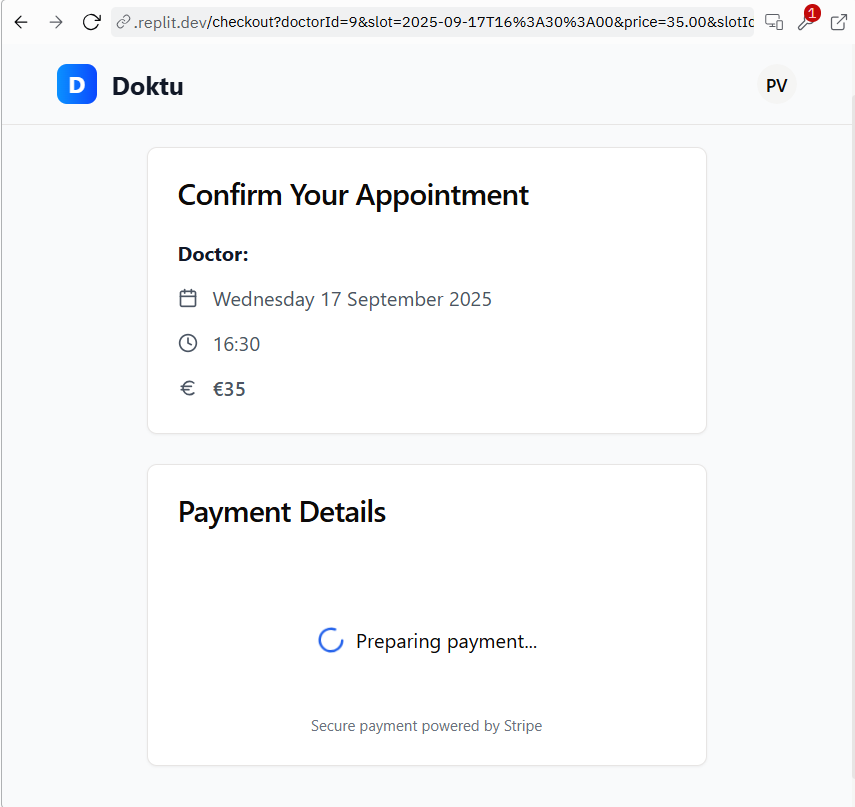 .replit.dev/checkout?doctorId=9&slot=2025-09-17T16%3A30%3A00&price=35.00&slotId
1
D Doktu
PV
Confirm Your Appointment
Doctor:
Wednesday 17 September 2025
16:30
€ €35
Payment Details
Preparing payment...
Secure payment powered by Stripe